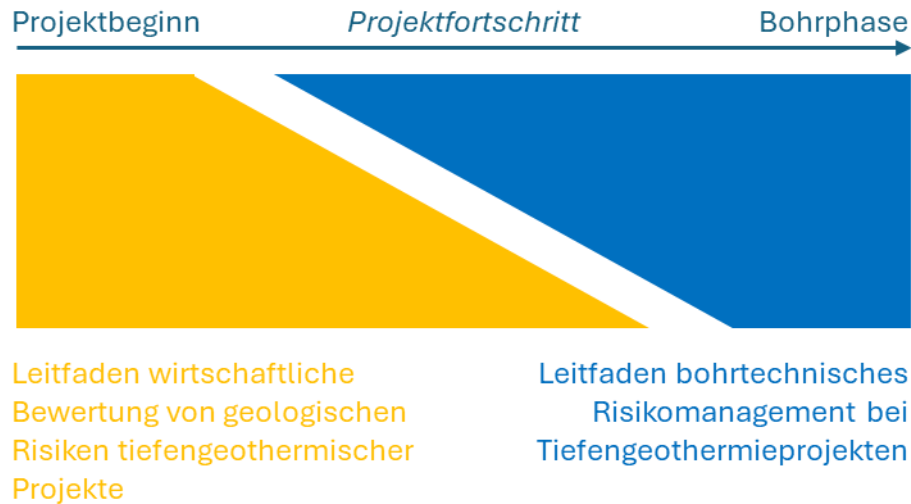 Projektbeginn
Projektfortschritt
Bohrphase
Leitfaden wirtschaftliche
Bewertung von geologischen
Risiken tiefengeothermischer
Projekte
Leitfaden bohrtechnisches
Risikomanagement bei
Tiefengeothermieprojekten